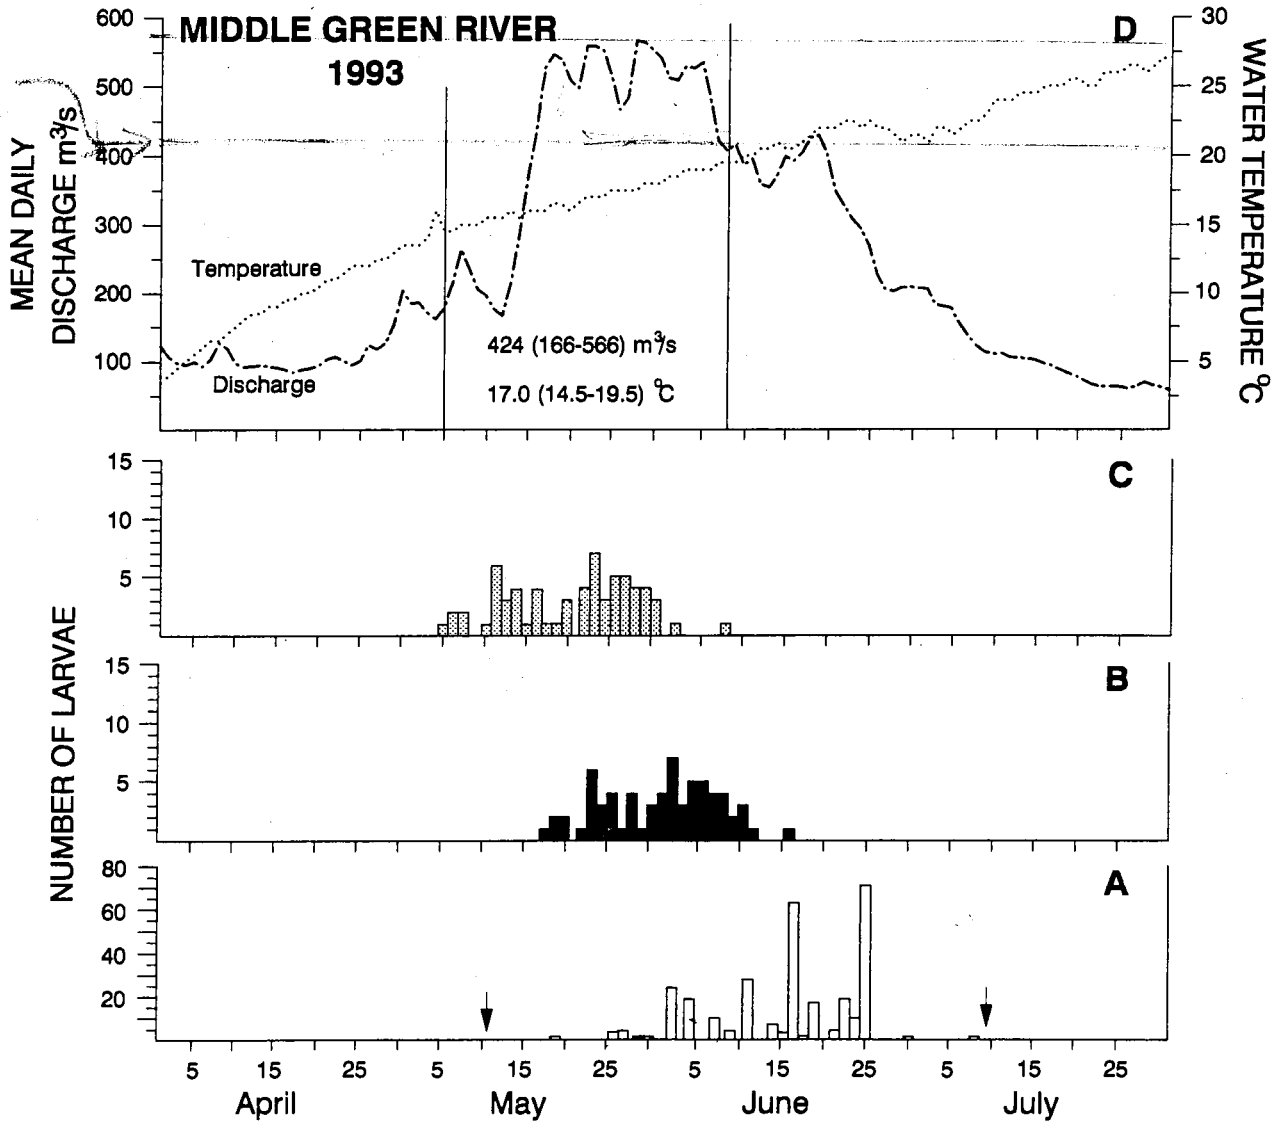 MIDDLE GREEN RIVER
1993
D
MEAN DAILY
DISCHARGE m³/s
600
500
400
300
200
100
WATER TEMPERATURE °C
30
25
20
15
10
5
Temperature
Discharge
424 (166-566) m³/s
17.0 (14.5-19.5) °C
C
15
10
5
NUMBER OF LARVAE
B
15
10
5
A
80
60
40
20
5 15 25 5 15 25 5 15 25 5 15 25
April May June July